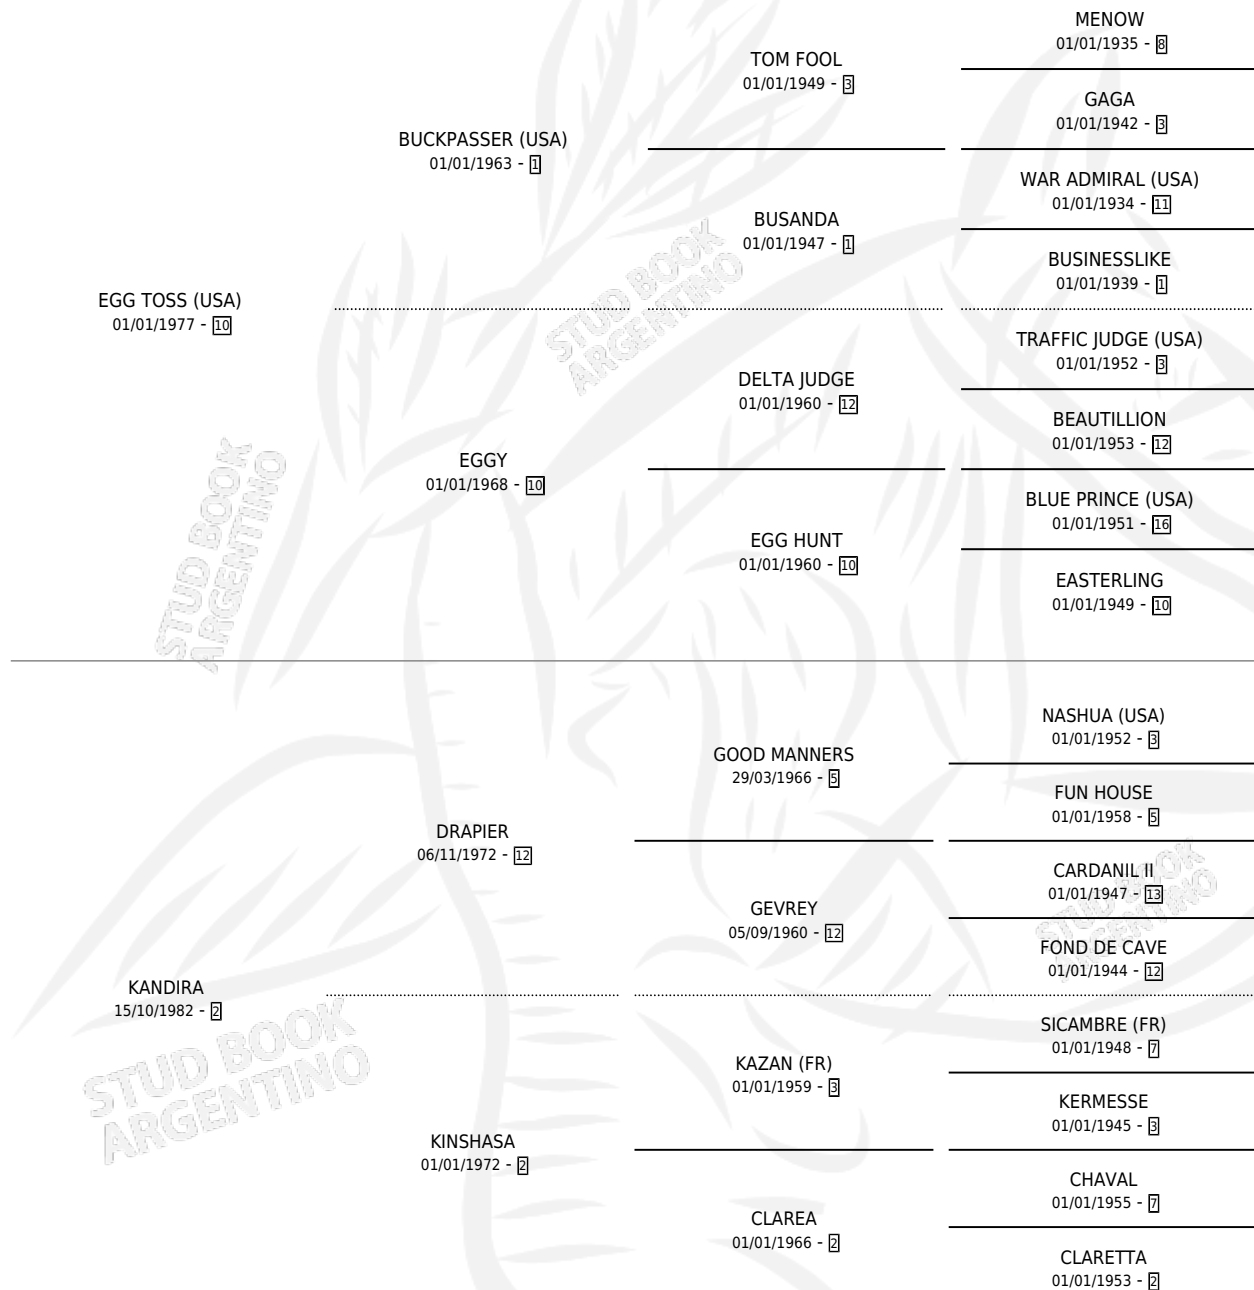 MENOW
01/01/1935 - 8
TOM FOOL
01/01/1949 - 3
GAGA
01/01/1942 - 3
BUCKPASSER (USA)
01/01/1963 - 1
WAR ADMIRAL (USA)
01/01/1934 - 11
BUSANDA
01/01/1947 - 1
BUSINESSLIKE
01/01/1939 - 1
EGG TOSS (USA)
01/01/1977 - 10
TRAFFIC JUDGE (USA)
01/01/1952 - 3
DELTA JUDGE
01/01/1960 - 12
BEAUTILLION
01/01/1953 - 12
EGGY
01/01/1968 - 10
BLUE PRINCE (USA)
01/01/1951 - 16
EGG HUNT
01/01/1960 - 10
EASTERLING
01/01/1949 - 10
NASHUA (USA)
01/01/1952 - 3
GOOD MANNERS
29/03/1966 - 5
FUN HOUSE
01/01/1958 - 5
DRAPIER
06/11/1972 - 12
CARDANIL II
01/01/1947 - 13
GEVREY
05/09/1960 - 12
FOND DE CAVE
01/01/1944 - 12
KANDIRA
15/10/1982 - 2
SICAMBRE (FR)
01/01/1948 - 7
KAZAN (FR)
01/01/1959 - 3
KERMESSE
01/01/1945 - 3
KINSHASA
01/01/1972 - 2
CHAVAL
01/01/1955 - 7
CLAREA
01/01/1966 - 2
CLARETTA
01/01/1953 - 2
STUD BOOK
ARGENTINO
STUD BOOK
ARGENTINO
STUD BOOK
ARGENTINO
STUD BOOK
ARGENTINO